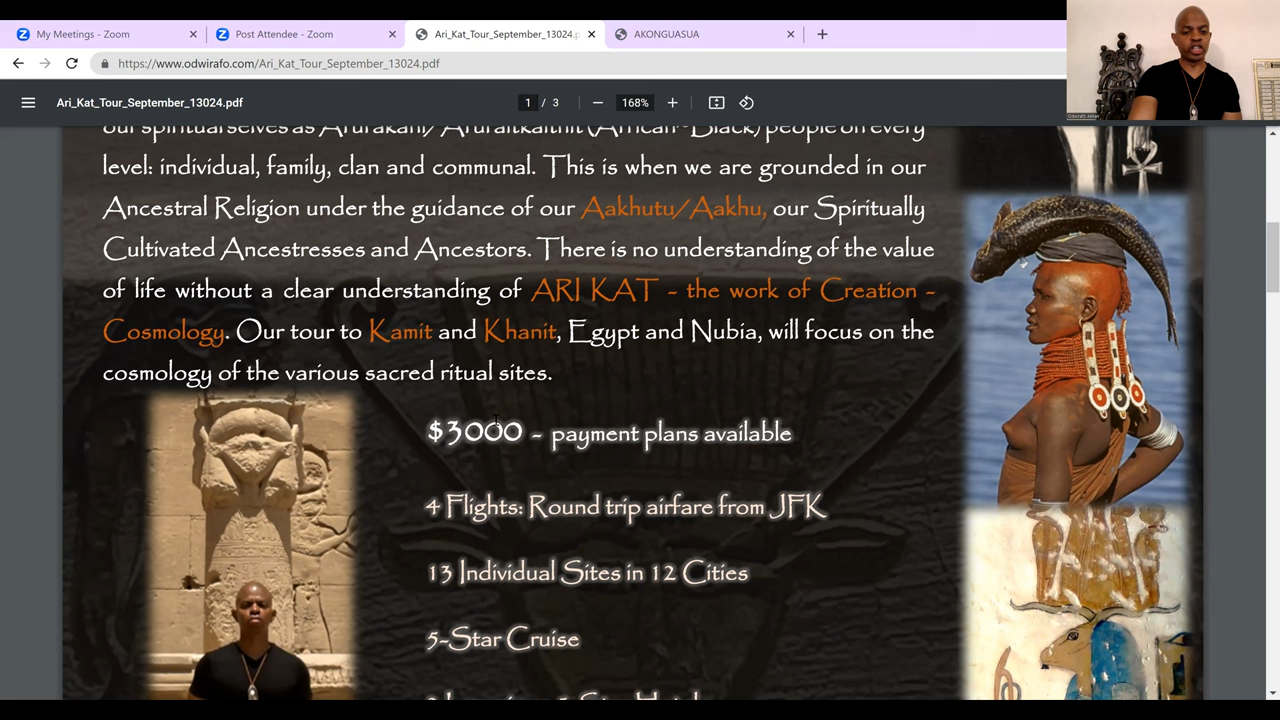 My Meetings - Zoom
Post Attendee - Zoom
Ari_Kat_Tour_September_13024.p
AKONGUASUA
https://www.odwirafo.com/Ari_Kat_Tour_September_13024.pdf
Ari_Kat_Tour_September_13024.pdf
1 / 3
168%
level: individual, family, clan and communal. This is when we are grounded in our
Ancestral Religion under the guidance of our Aakhutu/Aakhu, our Spiritually
Cultivated Ancestresses and Ancestors. There is no understanding of the value
of life without a clear understanding of ARI KAT - the work of Creation -
Cosmology. Our tour to Kamit and Khanit, Egypt and Nubia, will focus on the
cosmology of the various sacred ritual sites.
$3000 - payment plans available
4 Flights: Round trip airfare from JFK
13 Individual Sites in 12 Cities
5-Star Cruise